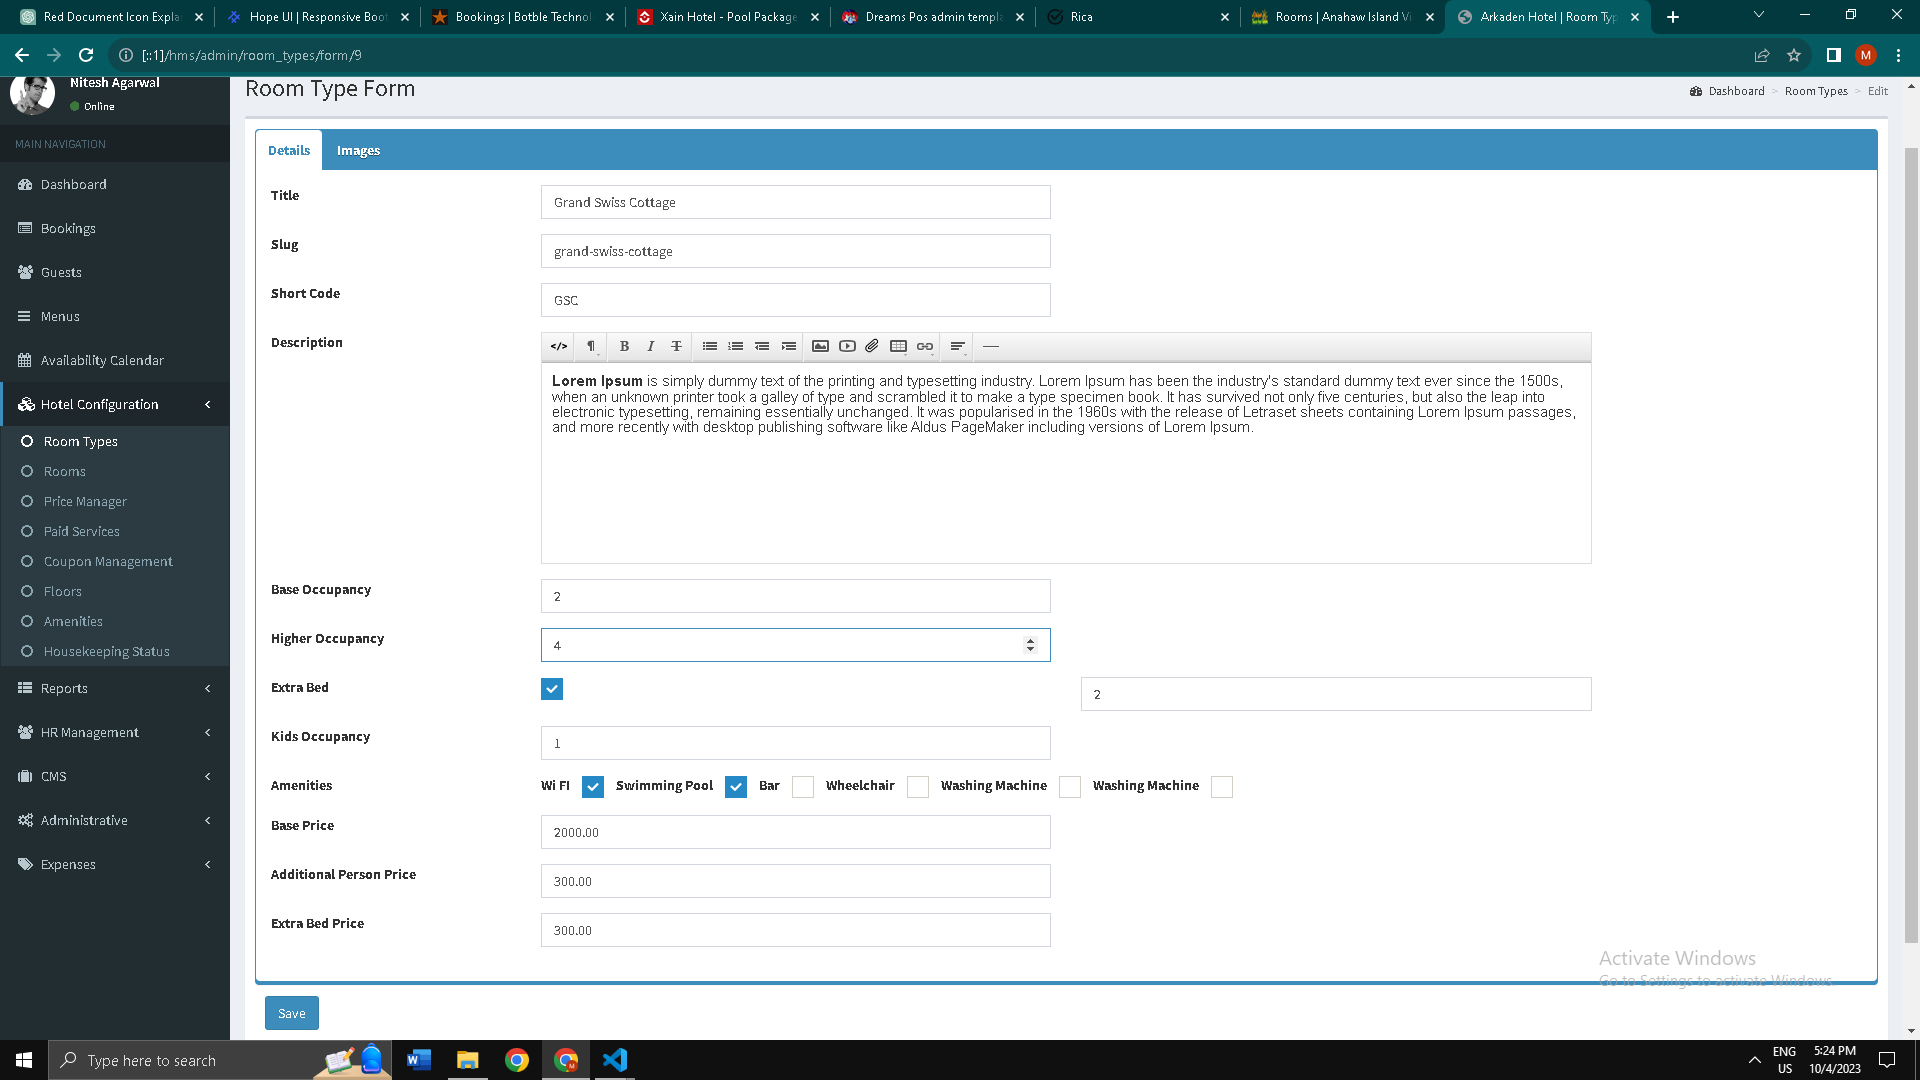 Red Document Icon Expla
Hope UI | Responsive Boot
Bookings | Botble Technol
Xain Hotel - Pool Package
Dreams Pos admin templa
Rica
Rooms | Anahaw Island Vi
Arkaden Hotel | Room Typ
[::1]/hms/admin/room_types/form/9
M
Nitesh Agarwal
Online
MAIN NAVIGATION
Dashboard
Bookings
Guests
Menus
Availability Calendar
Hotel Configuration
Room Types
Rooms
Price Manager
Paid Services
Coupon Management
Floors
Amenities
Housekeeping Status
Reports
HR Management
CMS
Administrative
Expenses
Room Type Form
Dashboard > Room Types > Edit
Details Images
Title Grand Swiss Cottage
Slug grand-swiss-cottage
Short Code GSC
Description
Lorem Ipsum is simply dummy text of the printing and typesetting industry. Lorem Ipsum has been the industry's standard dummy text ever since the 1500s,
when an unknown printer took a galley of type and scrambled it to make a type specimen book. It has survived not only five centuries, but also the leap into
electronic typesetting, remaining essentially unchanged. It was popularised in the 1960s with the release of Letraset sheets containing Lorem Ipsum passages,
and more recently with desktop publishing software like Aldus PageMaker including versions of Lorem Ipsum.
Base Occupancy 2
Higher Occupancy 4
Extra Bed 2
Kids Occupancy 1
Amenities Wi FI Swimming Pool Bar Wheelchair Washing Machine Washing Machine
Base Price 2000.00
Additional Person Price 300.00
Extra Bed Price 300.00
Save
Activate Windows
Go to Settings to activate Windows.
Type here to search
ENG
US
5:24 PM
10/4/2023